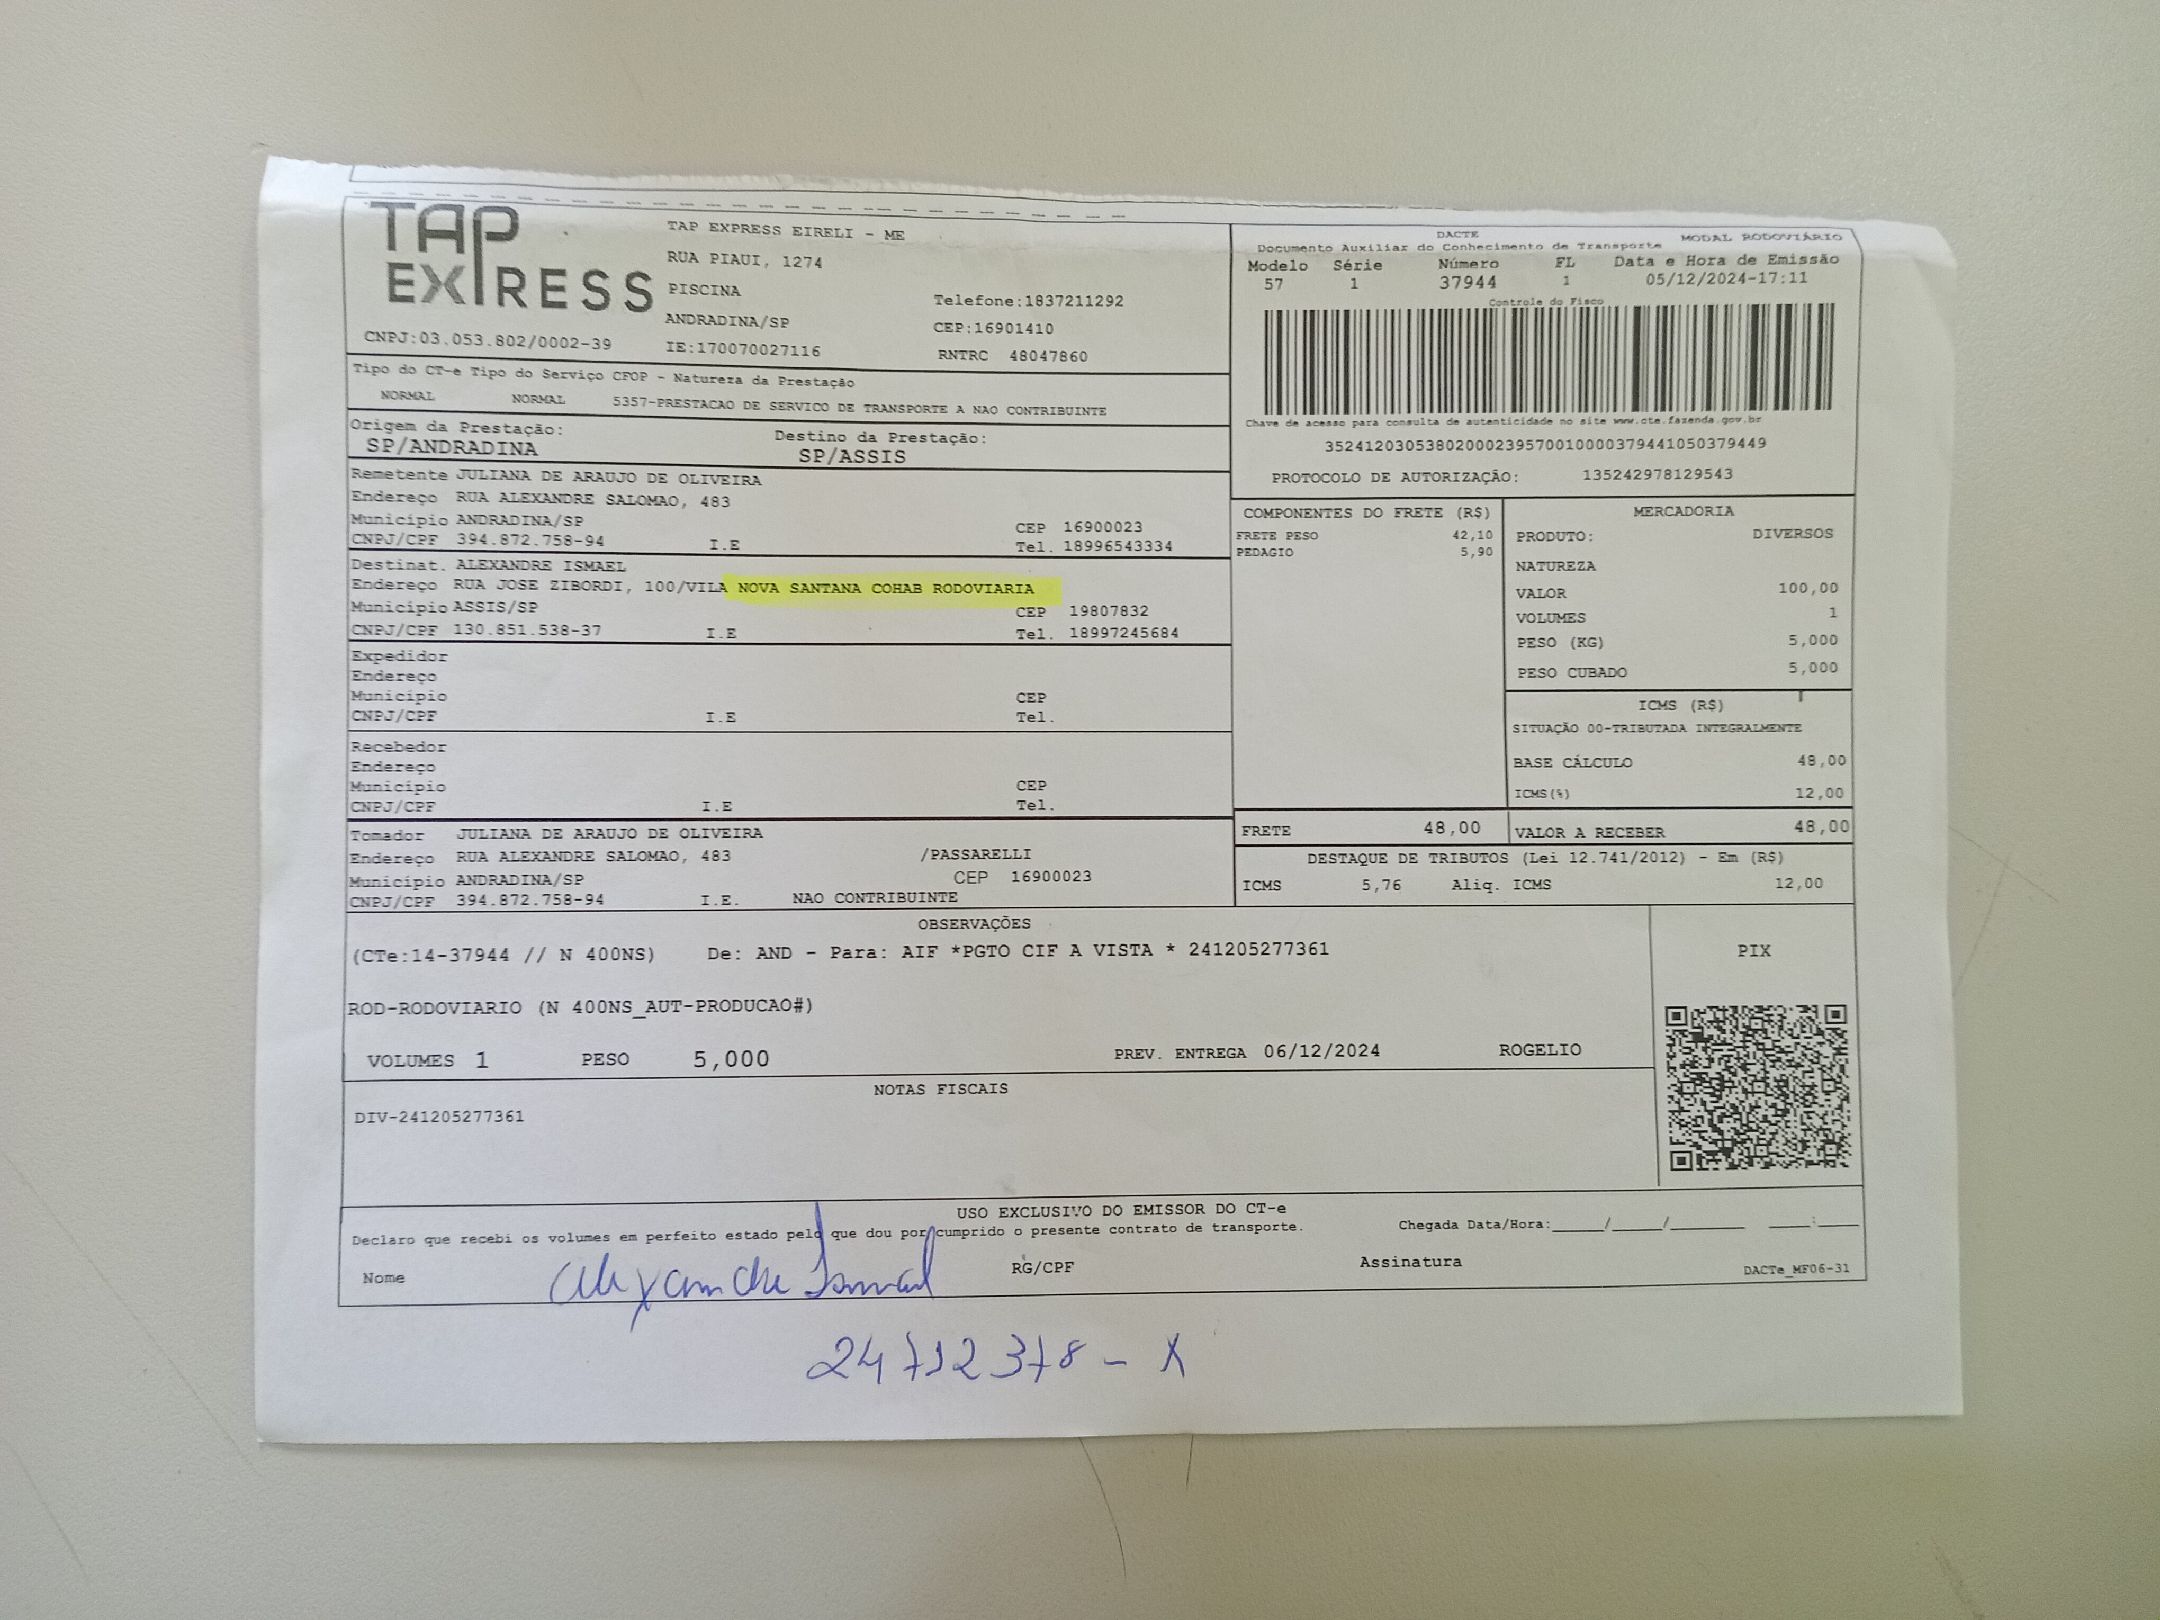 TAP
EXPRESS
CNPJ:03.053.802/0002-39
TAP EXPRESS EIRELI - ME
RUA PIAUI, 1274
PISCINA
ANDRADINA/SP
IE:170070027116
Telefone:1837211292
CEP:16901410
RNTRC 48047860
DACTE
MODAL RODOVIÁRIO
Documento Auxiliar do Conhecimento de Transporte
Modelo Série Número FL Data e Hora de Emissão
57 1 37944 1 05/12/2024-17:11
Controle do Fisco
Chave de acesso para consulta de autenticidade no site www.cte.fazenda.gov.br
35241203053802000239570010000379441050379449
PROTOCOLO DE AUTORIZAÇÃO: 135242978129543
Tipo do CT-e Tipo do Serviço CFOP - Natureza da Prestação
NORMAL NORMAL 5357-PRESTACAO DE SERVICO DE TRANSPORTE A NAO CONTRIBUINTE
Origem da Prestação: Destino da Prestação:
SP/ANDRADINA SP/ASSIS
Remetente JULIANA DE ARAUJO DE OLIVEIRA
Endereço RUA ALEXANDRE SALOMAO, 483
Município ANDRADINA/SP CEP 16900023
CNPJ/CPF 394.872.758-94 I.E Tel. 18996543334
Destinat. ALEXANDRE ISMAEL
Endereço RUA JOSE ZIBORDI, 100/VILA NOVA SANTANA COHAB RODOVIARIA
Município ASSIS/SP CEP 19807832
CNPJ/CPF 130.851.538-37 I.E Tel. 18997245684
Expedidor
Endereço
Município CEP
CNPJ/CPF I.E Tel.
Recebedor
Endereço
Município CEP
CNPJ/CPF I.E Tel.
Tomador JULIANA DE ARAUJO DE OLIVEIRA
Endereço RUA ALEXANDRE SALOMAO, 483 /PASSARELLI
Município ANDRADINA/SP CEP 16900023
CNPJ/CPF 394.872.758-94 I.E. NAO CONTRIBUINTE
COMPONENTES DO FRETE (R$)
FRETE PESO 42,10
PEDAGIO 5,90
MERCADORIA
PRODUTO: DIVERSOS
NATUREZA
VALOR 100,00
VOLUMES 1
PESO (KG) 5,000
PESO CUBADO 5,000
ICMS (R$)
SITUAÇÃO 00-TRIBUTADA INTEGRALMENTE
BASE CÁLCULO 48,00
ICMS(%) 12,00
FRETE 48,00 VALOR A RECEBER 48,00
DESTAQUE DE TRIBUTOS (Lei 12.741/2012) - Em (R$)
ICMS 5,76 Aliq. ICMS 12,00
OBSERVAÇÕES
(CTe:14-37944 // N 400NS) De: AND - Para: AIF *PGTO CIF A VISTA * 241205277361
ROD-RODOVIARIO (N 400NS_AUT-PRODUCAO#)
VOLUMES 1 PESO 5,000 PREV. ENTREGA 06/12/2024 ROGELIO
PIX
NOTAS FISCAIS
DIV-241205277361
USO EXCLUSIVO DO EMISSOR DO CT-e
Declaro que recebi os volumes em perfeito estado pelo que dou por cumprido o presente contrato de transporte. Chegada Data/Hora:____/____/______ ___:___
Nome Alexandre Ismael RG/CPF Assinatura
DACTe_MF06-31
24712378-X